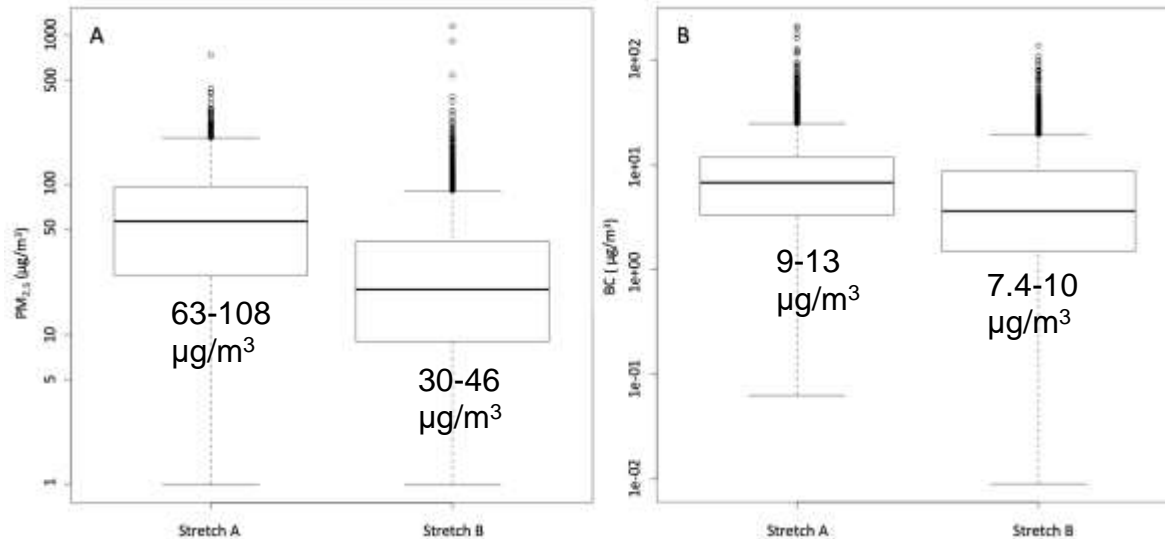 A
PM2.5 (µg/m³)
1000
500
100
50
10
5
1
63-108
µg/m³
30-46
µg/m³
Stretch A
Stretch B
B
BC ( µg/m³)
1e+02
1e+01
1e+00
1e-01
1e-02
9-13
µg/m³
7.4-10
µg/m³
Stretch A
Stretch B